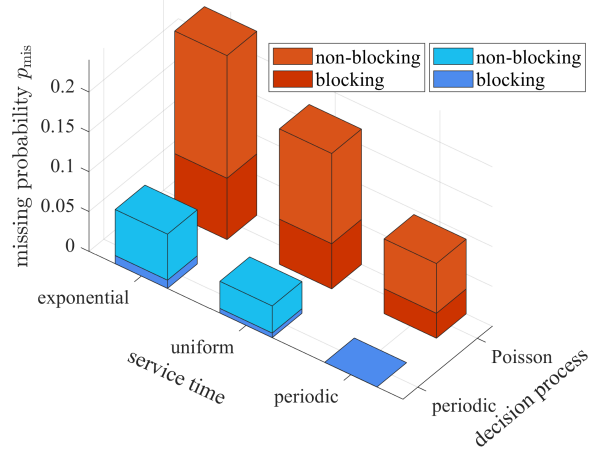 non-blocking
blocking
non-blocking
blocking
missing probability p_mis
0.2
0.15
0.1
0.05
0
exponential
uniform
periodic
service time
Poisson
periodic
decision process